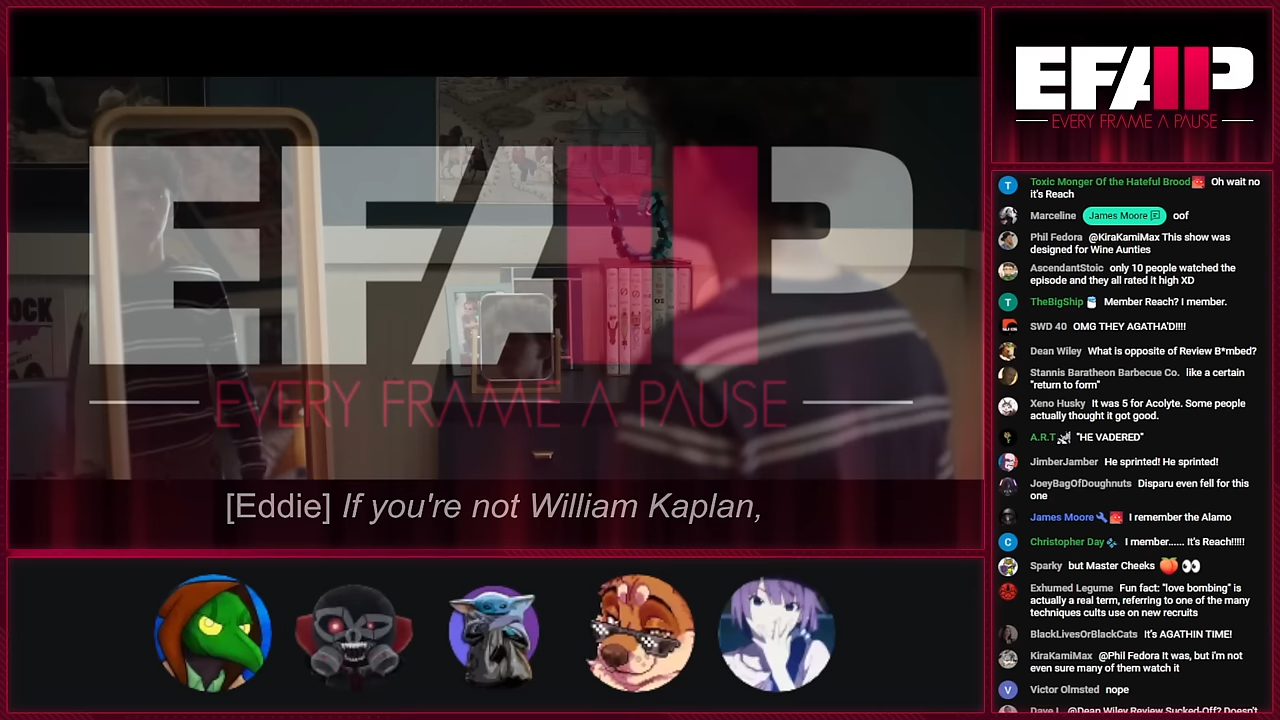 EFAP
EVERY FRAME A PAUSE
OCK
[Eddie] If you're not William Kaplan,
EFAP
EVERY FRAME A PAUSE
Toxic Monger Of the Hateful Brood Oh wait no
it's Reach
Marceline James Moore oof
Phil Fedora @KiraKamiMax This show was
designed for Wine Aunties
AscendantStoic only 10 people watched the
episode and they all rated it high XD
TheBigShip Member Reach? I member.
SWD 40 OMG THEY AGATHA'D!!!!
Dean Wiley What is opposite of Review B*mbed?
Stannis Baratheon Barbecue Co. like a certain
"return to form"
Xeno Husky It was 5 for Acolyte. Some people
actually thought it got good.
A.R.T "HE VADERED"
JimberJamber He sprinted! He sprinted!
JoeyBagOfDoughnuts Disparu even fell for this
one
James Moore I remember the Alamo
Christopher Day I member...... It's Reach!!!!!
Sparky but Master Cheeks 🍑 👀
Exhumed Legume Fun fact: "love bombing" is
actually a real term, referring to one of the many
techniques cults use on new recruits
BlackLivesOrBlackCats It's AGATHIN TIME!
KiraKamiMax @Phil Fedora It was, but i'm not
even sure many of them watch it
Victor Olmsted nope
Dave L. @Dean Wiley Review Sucked-Off? Doesn't